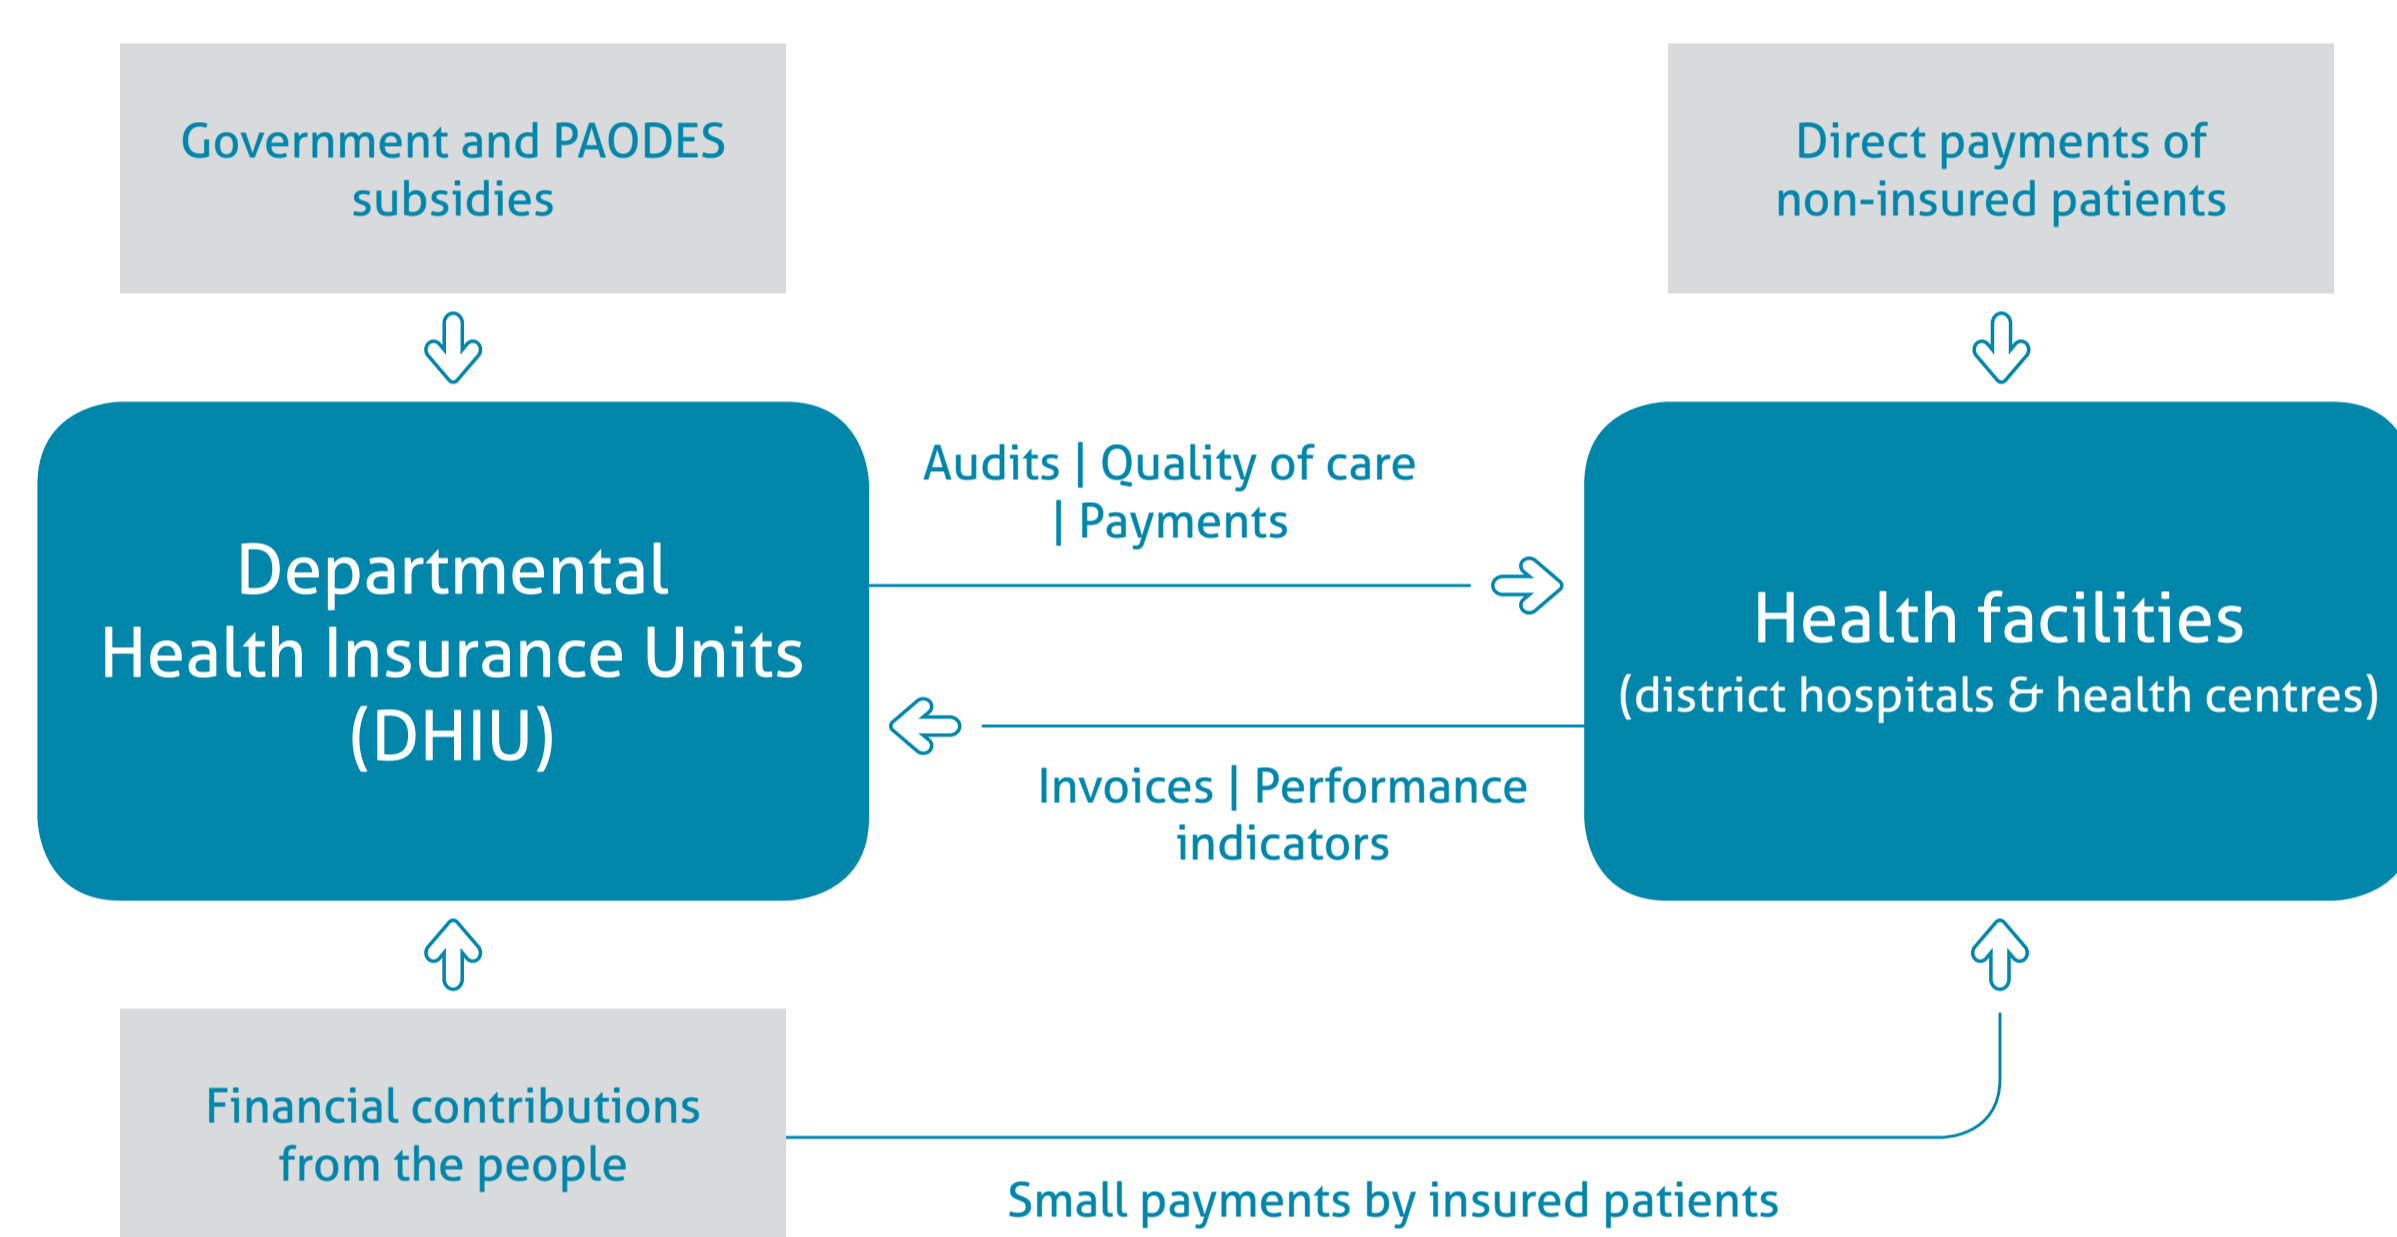 Government and PAODES
subsidies
Direct payments of
non-insured patients
Audits | Quality of care
| Payments
Departmental
Health Insurance Units
(DHIU)
Health facilities
(district hospitals & health centres)
Invoices | Performance
indicators
Financial contributions
from the people
Small payments by insured patients